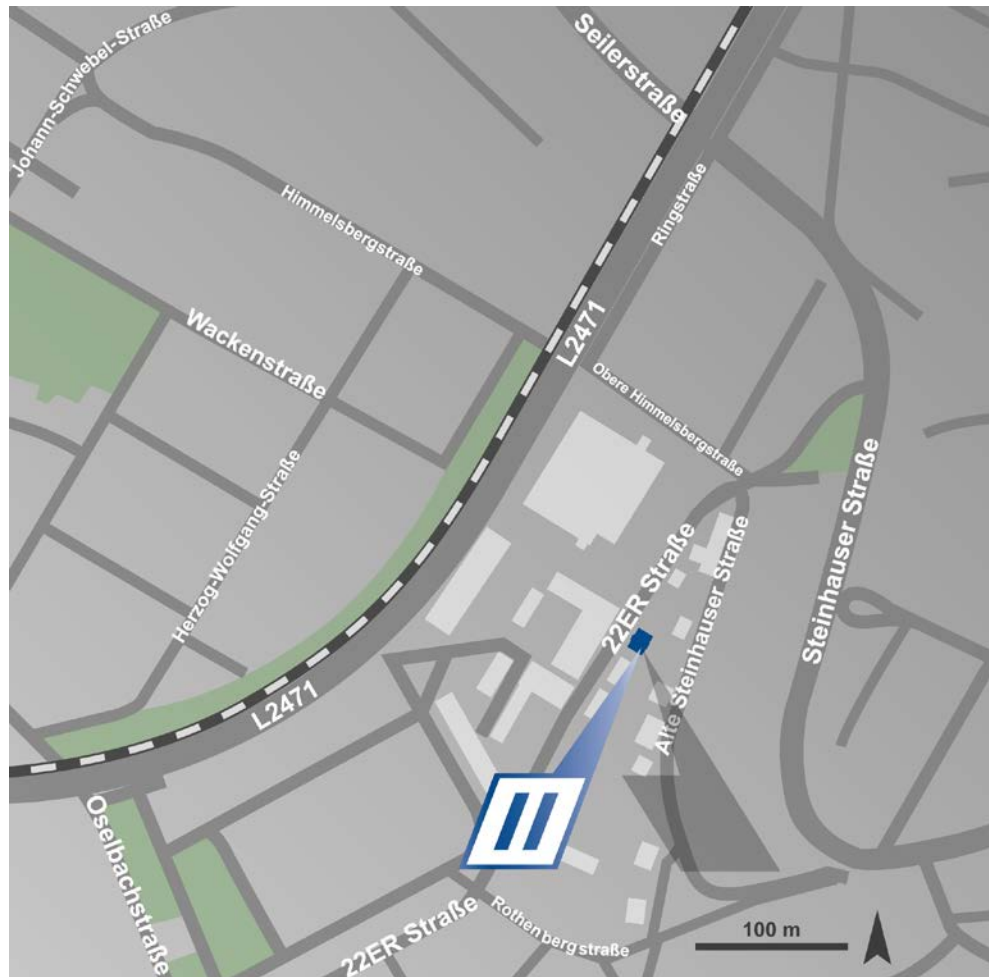 Johann-Schwebel-Straße
Seilerstraße
Himmelsbergstraße
Ringstraße
Wackenstraße
L2471
Obere Himmelsbergstraße
Herzog-Wolfgang-Straße
22ER Straße
Alte Steinhauser Straße
Steinhauser Straße
L2471
Oselbachstraße
22ER Straße
Rothenbergstraße
100 m